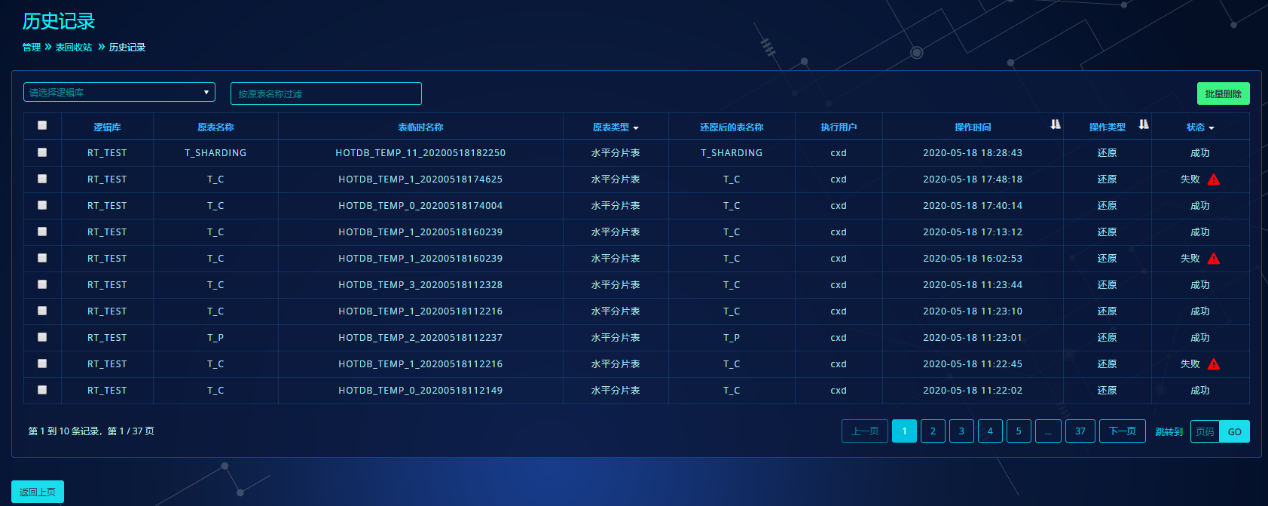 历史记录
管理 » 表回收站 » 历史记录
请选择逻辑库 按原表名称过滤 批量删除
逻辑库 原表名称 表临时名称 原表类型 还原后的表名称 执行用户 操作时间 操作类型 状态
RT_TEST T_SHARDING HOTDB_TEMP_11_20200518182250 水平分片表 T_SHARDING cxd 2020-05-18 18:28:43 还原 成功
RT_TEST T_C HOTDB_TEMP_1_20200518174625 水平分片表 T_C cxd 2020-05-18 17:48:18 还原 失败
RT_TEST T_C HOTDB_TEMP_0_20200518174004 水平分片表 T_C cxd 2020-05-18 17:40:14 还原 成功
RT_TEST T_C HOTDB_TEMP_1_20200518160239 水平分片表 T_C cxd 2020-05-18 17:13:12 还原 成功
RT_TEST T_C HOTDB_TEMP_1_20200518160239 水平分片表 T_C cxd 2020-05-18 16:02:53 还原 失败
RT_TEST T_C HOTDB_TEMP_3_20200518112328 水平分片表 T_C cxd 2020-05-18 11:23:44 还原 成功
RT_TEST T_C HOTDB_TEMP_1_20200518112216 水平分片表 T_C cxd 2020-05-18 11:23:10 还原 成功
RT_TEST T_P HOTDB_TEMP_2_20200518112237 水平分片表 T_P cxd 2020-05-18 11:23:01 还原 成功
RT_TEST T_C HOTDB_TEMP_1_20200518112216 水平分片表 T_C cxd 2020-05-18 11:22:45 还原 失败
RT_TEST T_C HOTDB_TEMP_0_20200518112149 水平分片表 T_C cxd 2020-05-18 11:22:02 还原 成功
第 1 到 10 条记录，第 1 / 37 页 上一页 1 2 3 4 5 ... 37 下一页 跳转到 页码 GO
返回上页